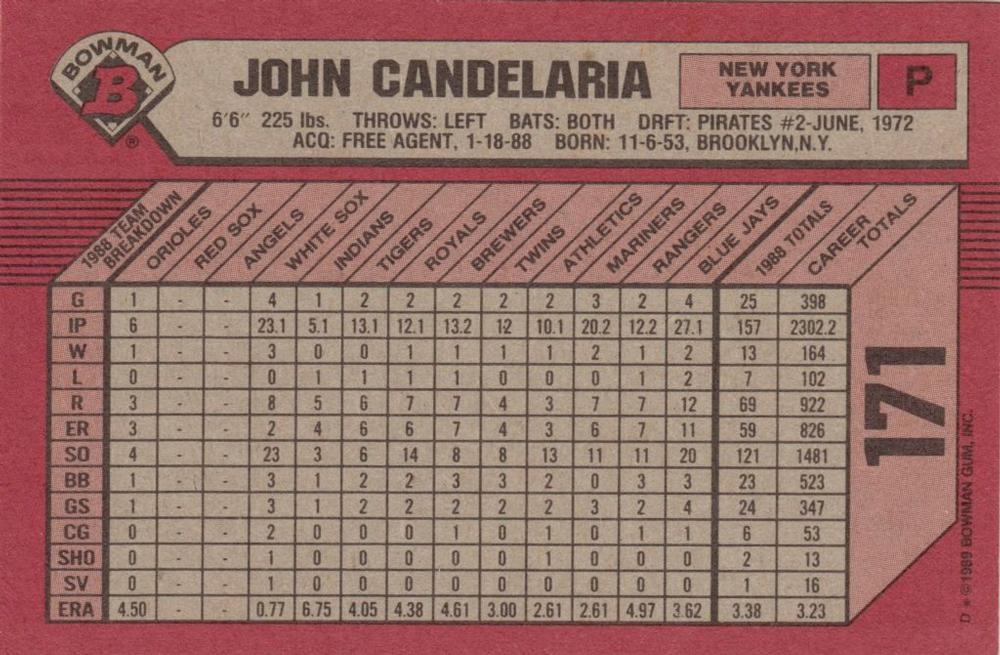 BOWMAN
B
®
JOHN CANDELARIA
NEW YORK
YANKEES
P
6'6" 225 lbs. THROWS: LEFT BATS: BOTH DRFT: PIRATES #2-JUNE, 1972
ACQ: FREE AGENT, 1-18-88 BORN: 11-6-53, BROOKLYN,N.Y.
1988 TEAM
BREAKDOWN
ORIOLES
RED SOX
ANGELS
WHITE SOX
INDIANS
TIGERS
ROYALS
BREWERS
TWINS
ATHLETICS
MARINERS
RANGERS
BLUE JAYS
1988 TOTALS
CAREER
TOTALS
G 1 - - 4 1 2 2 2 2 2 3 2 4 25 398
IP 6 - - 23.1 5.1 13.1 12.1 13.2 12 10.1 20.2 12.2 27.1 157 2302.2
W 1 - - 3 0 0 1 1 1 1 2 1 2 13 164
L 0 - - 0 1 1 1 1 0 0 0 1 2 7 102
R 3 - - 8 5 6 7 7 4 3 7 7 12 69 922
ER 3 - - 2 4 6 6 7 4 3 6 7 11 59 826
SO 4 - - 23 3 6 14 8 8 13 11 11 20 121 1481
BB 1 - - 3 1 2 2 3 3 2 0 3 3 23 523
GS 1 - - 3 1 2 2 2 2 2 3 2 4 24 347
CG 0 - - 2 0 0 0 1 0 1 0 1 1 6 53
SHO 0 - - 1 0 0 0 0 0 1 0 0 0 2 13
SV 0 - - 1 0 0 0 0 0 0 0 0 0 1 16
ERA 4.50 - - 0.77 6.75 4.05 4.38 4.61 3.00 2.61 2.61 4.97 3.62 3.38 3.23
171
D * © 1989 BOWMAN GUM, INC.